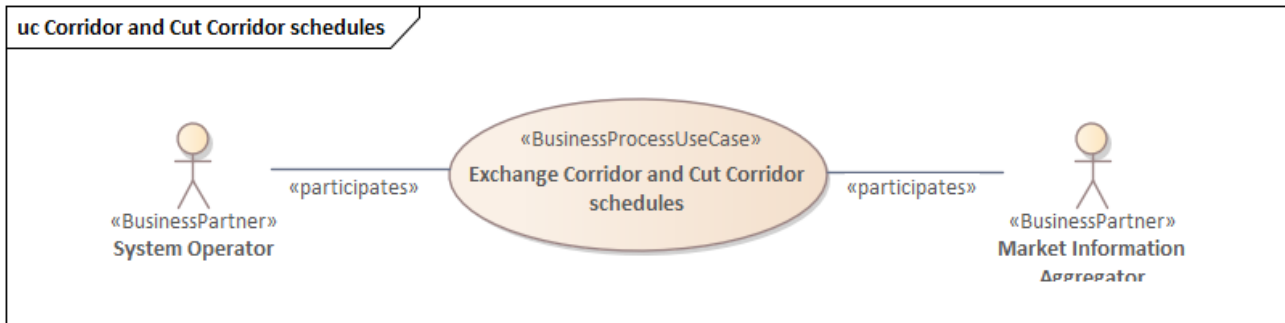 uc Corridor and Cut Corridor schedules
«BusinessProcessUseCase»
Exchange Corridor and Cut Corridor
schedules
«participates»
«participates»
«BusinessPartner»
System Operator
«BusinessPartner»
Market Information
Aggregator